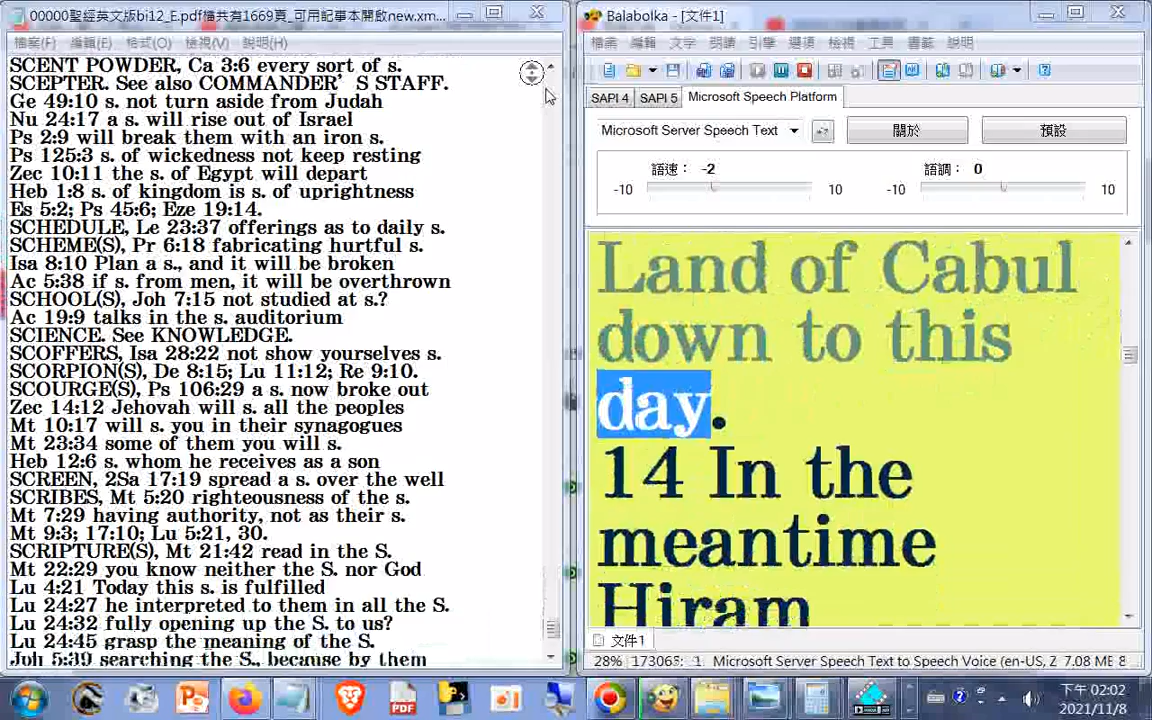 00000聖經英文版bi12_E.pdf檔共有1669頁_可用記事本開啟new.xm...
檔案(F) 編輯(E) 格式(O) 檢視(V) 說明(H)
SCENT POWDER, Ca 3:6 every sort of s.
SCEPTER. See also COMMANDER'S STAFF.
Ge 49:10 s. not turn aside from Judah
Nu 24:17 a s. will rise out of Israel
Ps 2:9 will break them with an iron s.
Ps 125:3 s. of wickedness not keep resting
Zec 10:11 the s. of Egypt will depart
Heb 1:8 s. of kingdom is s. of uprightness
Es 5:2; Ps 45:6; Eze 19:14.
SCHEDULE, Le 23:37 offerings as to daily s.
SCHEME(S), Pr 6:18 fabricating hurtful s.
Isa 8:10 Plan a s., and it will be broken
Ac 5:38 if s. from men, it will be overthrown
SCHOOL(S), Joh 7:15 not studied at s.?
Ac 19:9 talks in the s. auditorium
SCIENCE. See KNOWLEDGE.
SCOFFERS, Isa 28:22 not show yourselves s.
SCORPION(S), De 8:15; Lu 11:12; Re 9:10.
SCOURGE(S), Ps 106:29 a s. now broke out
Zec 14:12 Jehovah will s. all the peoples
Mt 10:17 will s. you in their synagogues
Mt 23:34 some of them you will s.
Heb 12:6 s. whom he receives as a son
SCREEN, 2Sa 17:19 spread a s. over the well
SCRIBES, Mt 5:20 righteousness of the s.
Mt 7:29 having authority, not as their s.
Mt 9:3; 17:10; Lu 5:21, 30.
SCRIPTURE(S), Mt 21:42 read in the S.
Mt 22:29 you know neither the S. nor God
Lu 4:21 Today this s. is fulfilled
Lu 24:27 he interpreted to them in all the S.
Lu 24:32 fully opening up the S. to us?
Lu 24:45 grasp the meaning of the S.
Joh 5:39 searching the S., because by them
Balabolka - [文件1]
檔案 編輯 文字 朗讀 引擎 選項 檢視 工具 書籤 說明
SAPI 4 SAPI 5 Microsoft Speech Platform
Microsoft Server Speech Text 關於 預設
語速： -2 語調： 0
-10 10 -10 10
Land of Cabul
down to this
day.
14 In the
meantime
Hiram
文件1
28% Microsoft Server Speech Text to Speech Voice (en-US, Z 7.08 MB 8
PDF
下午 02:02
2021/11/8